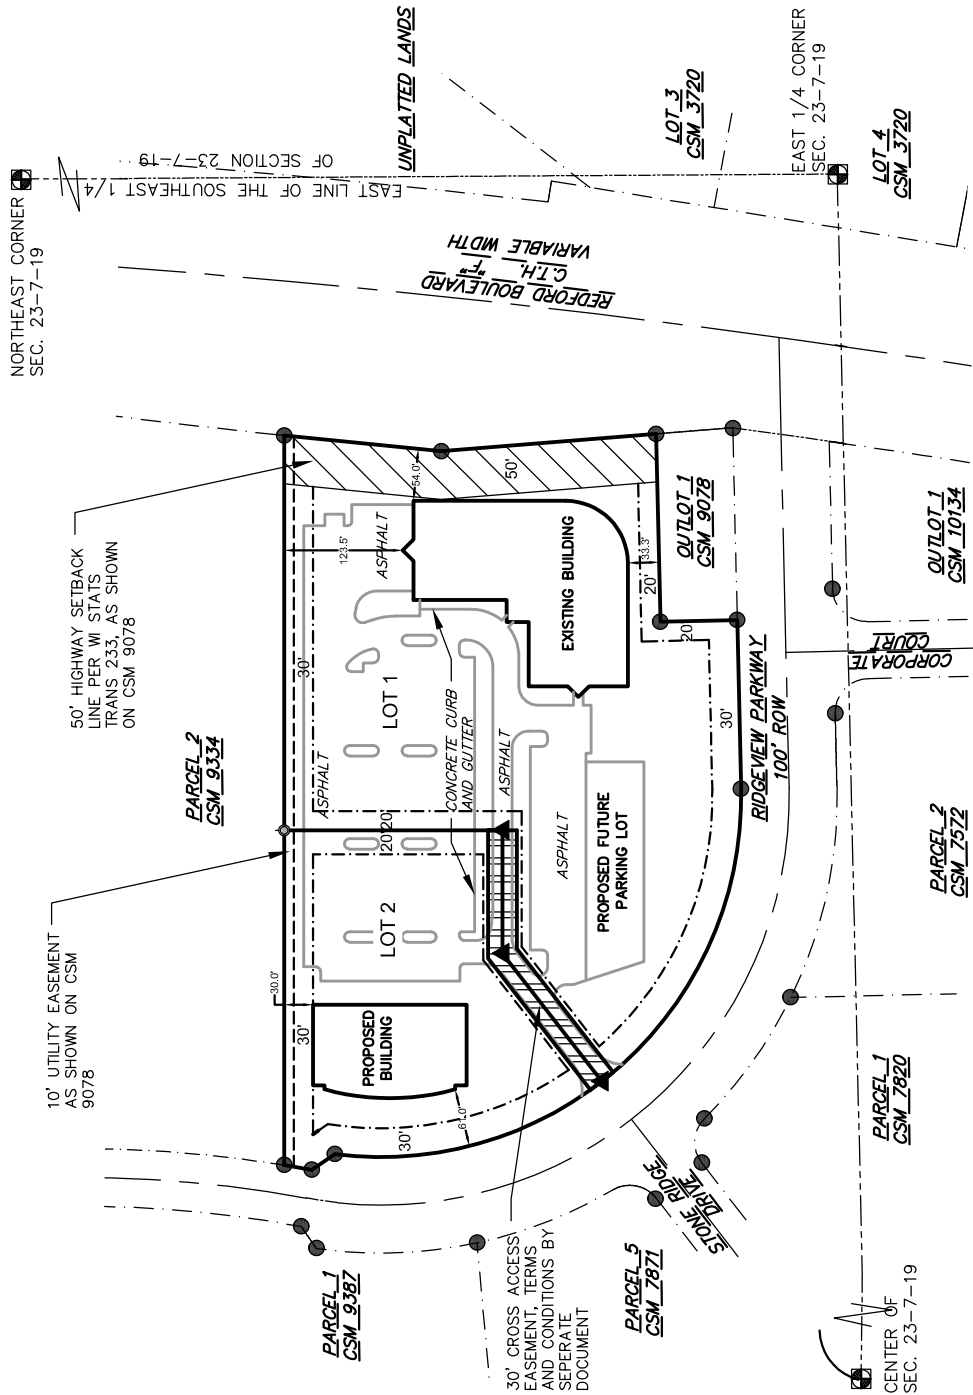 NORTHEAST CORNER
SEC. 23-7-19
EAST LINE OF THE SOUTHEAST 1/4
OF SECTION 23-7-19
UNPLATTED LANDS
LOT 3
CSM 3720
EAST 1/4 CORNER
SEC. 23-7-19
LOT 4
CSM 3720
REDFORD BOULEVARD
C.T.H. "F"
VARIABLE WIDTH
50' HIGHWAY SETBACK
LINE PER WI STATS
TRANS 233, AS SHOWN
ON CSM 9078
PARCEL 2
CSM 9334
10' UTILITY EASEMENT
AS SHOWN ON CSM
9078
54.0'
50'
123.5'
ASPHALT
EXISTING BUILDING
33.3'
20'
OUTLOT 1
CSM 9078
20
30'
LOT 1
ASPHALT
CONCRETE CURB
AND GUTTER
ASPHALT
20'
20'
ASPHALT
PROPOSED FUTURE
PARKING LOT
30'
RIDGEVIEW PARKWAY
100' ROW
CORPORATE
COURT
OUTLOT 1
CSM 10134
LOT 2
30.0'
30'
PROPOSED
BUILDING
30'
PARCEL 2
CSM 7572
PARCEL 1
CSM 7820
STONE RIDGE
DRIVE
PARCEL 1
CSM 9387
30' CROSS ACCESS
EASEMENT, TERMS
AND CONDITIONS BY
SEPERATE
DOCUMENT
PARCEL 5
CSM 7871
CENTER OF
SEC. 23-7-19